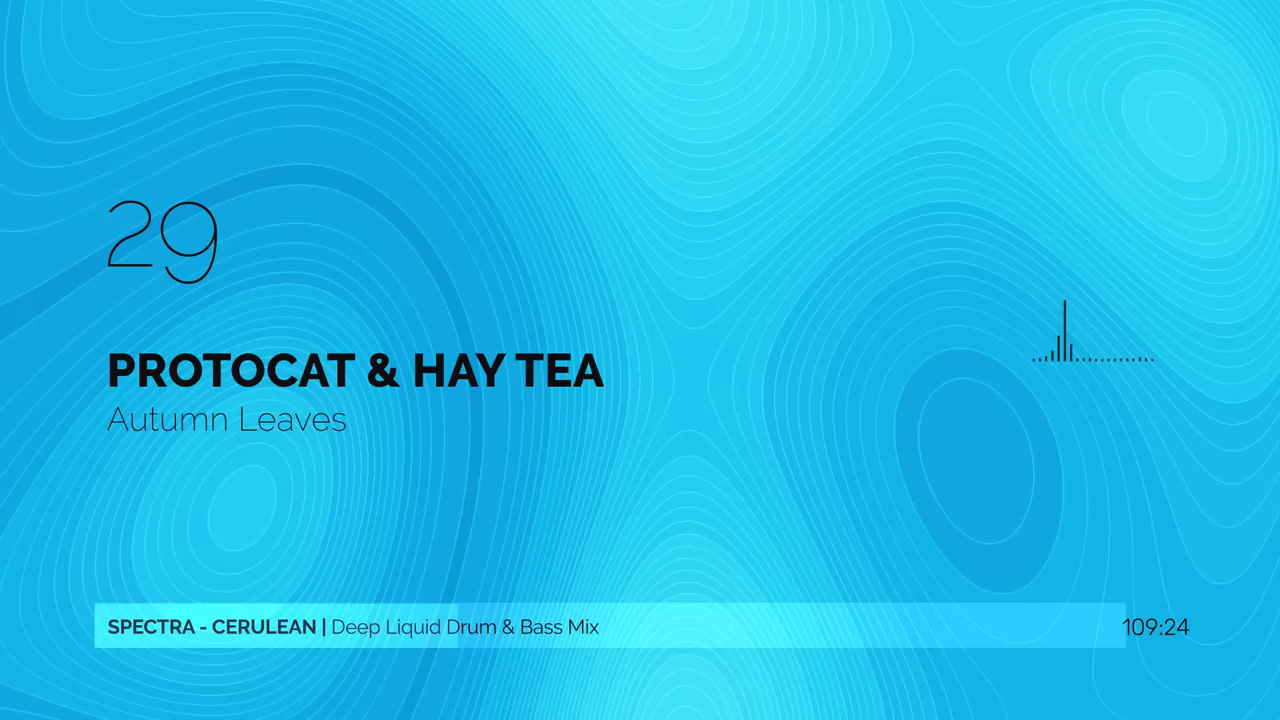 29
PROTOCAT & HAY TEA
Autumn Leaves
SPECTRA - CERULEAN | Deep Liquid Drum & Bass Mix
109:24